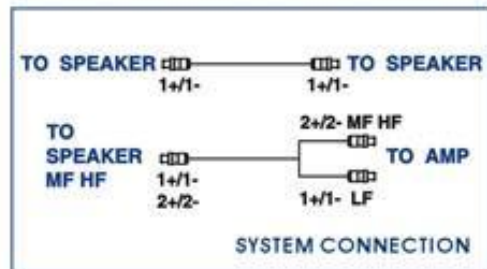 TO SPEAKER TO SPEAKER
1+/1- 1+/1-
2+/2- MF HF
TO
SPEAKER
MF HF
TO AMP
1+/1-
2+/2-
1+/1- LF
SYSTEM CONNECTION